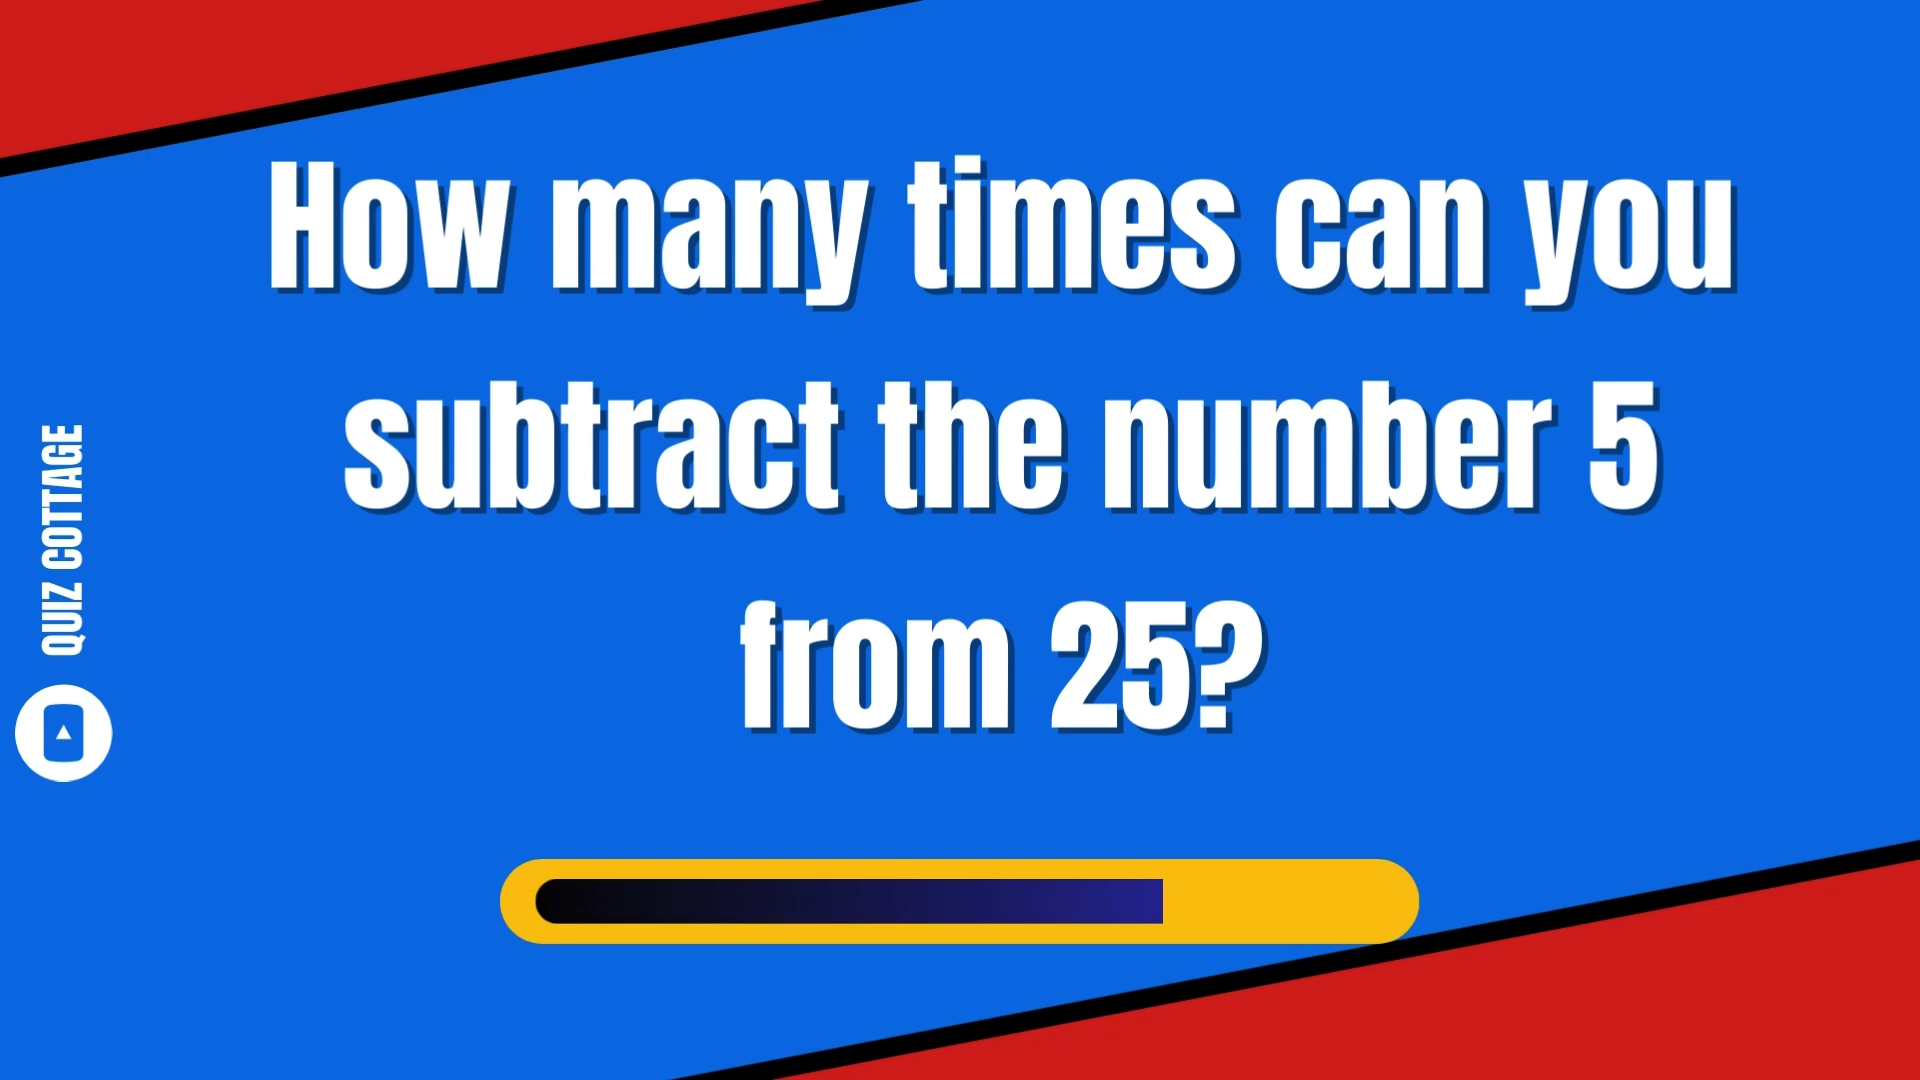 How many times can you
subtract the number 5
from 25?
QUIZ COTTAGE